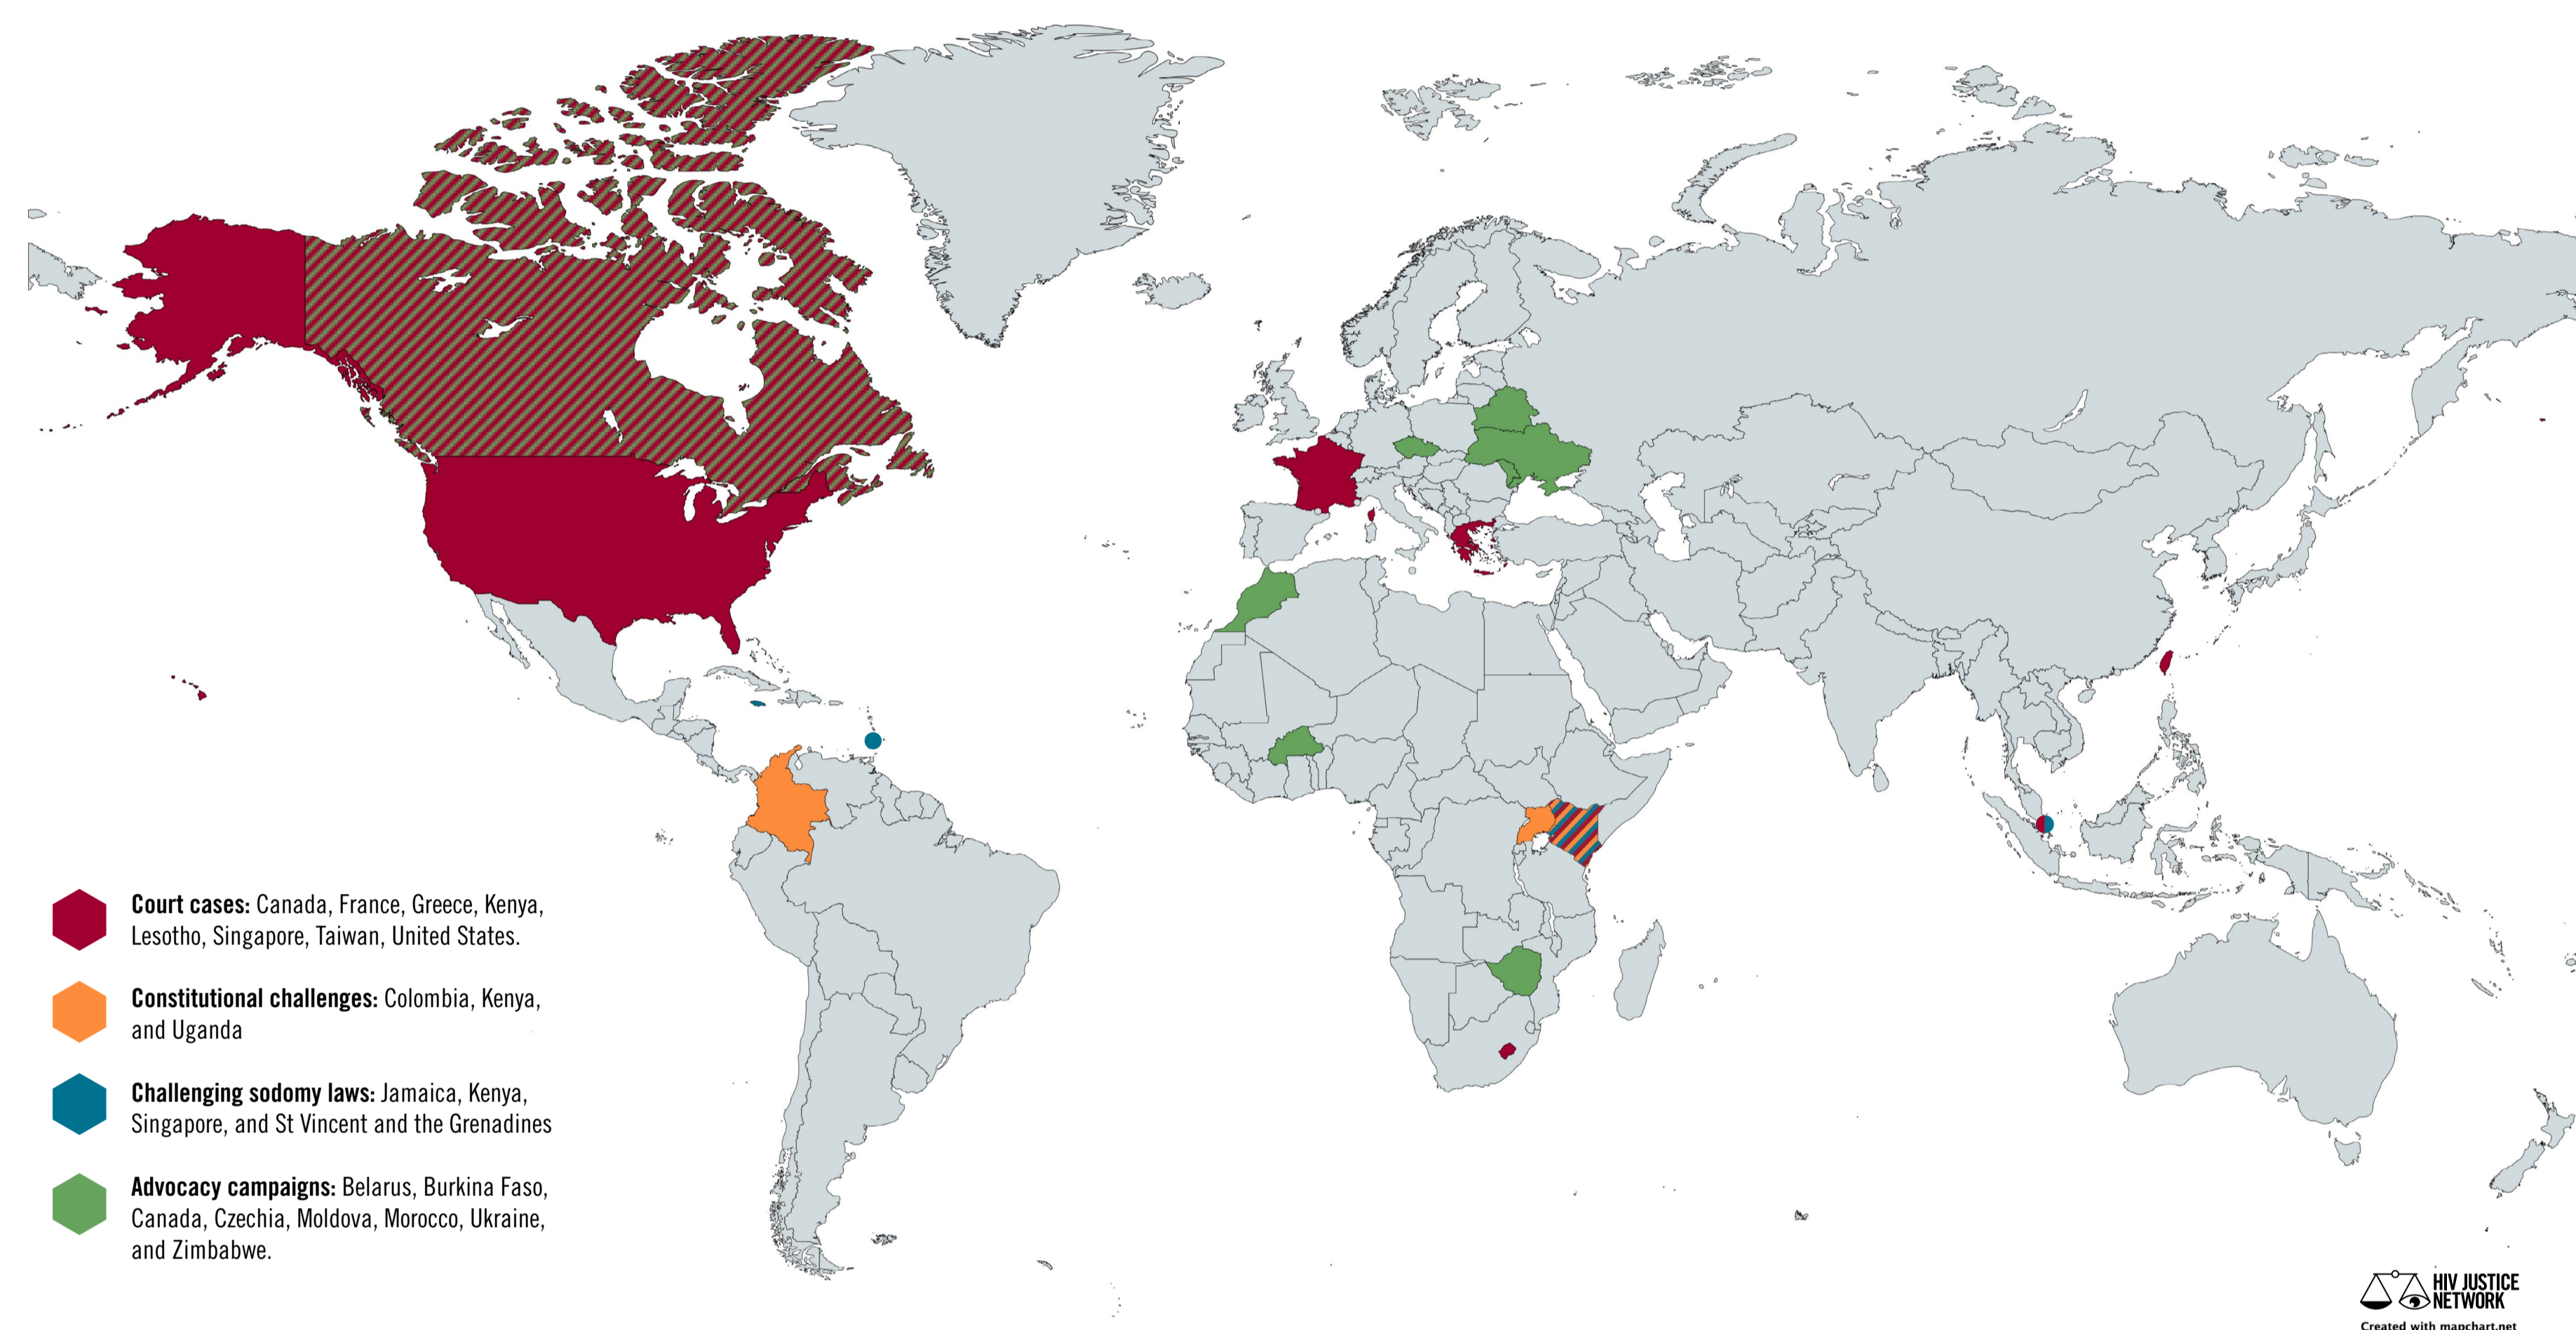 Court cases: Canada, France, Greece, Kenya,
Lesotho, Singapore, Taiwan, United States.
Constitutional challenges: Colombia, Kenya,
and Uganda
Challenging sodomy laws: Jamaica, Kenya,
Singapore, and St Vincent and the Grenadines
Advocacy campaigns: Belarus, Burkina Faso,
Canada, Czechia, Moldova, Morocco, Ukraine,
and Zimbabwe.
HIV JUSTICE
NETWORK
Created with mapchart.net